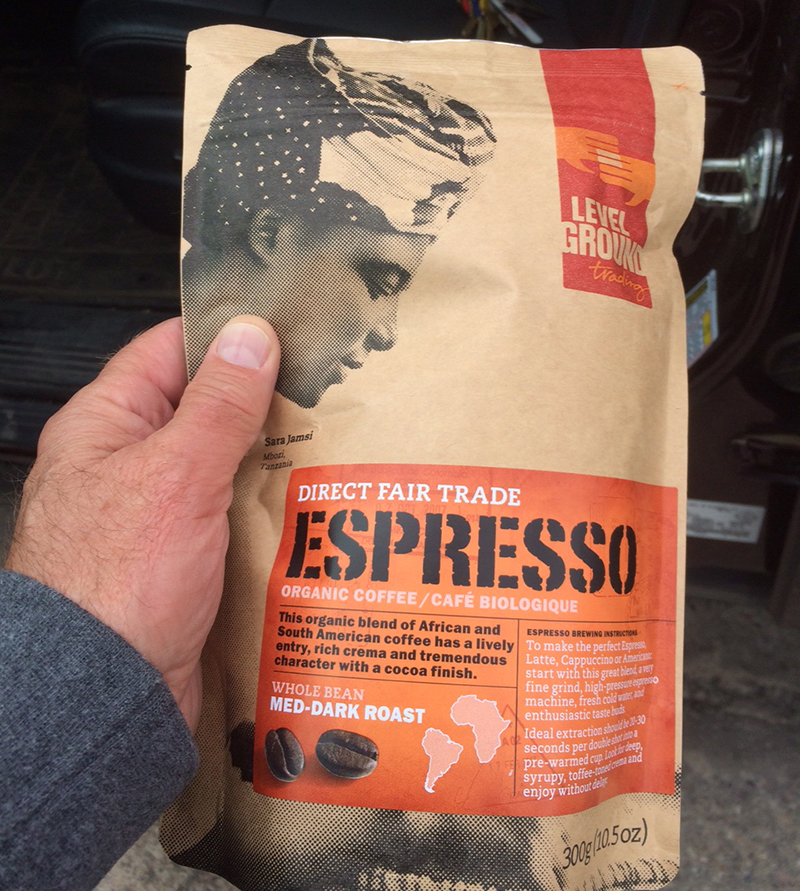 LEVEL
GROUND
trading
Sara Jamsi
Mbozi,
Tanzania
DIRECT FAIR TRADE
ESPRESSO
ORGANIC COFFEE/CAFÉ BIOLOGIQUE
This organic blend of African and
South American coffee has a lively
entry, rich crema and tremendous
character with a cocoa finish.
WHOLE BEAN
MED-DARK ROAST
ESPRESSO BREWING INSTRUCTIONS
To make the perfect Espresso,
Latte, Cappuccino or Americano:
start with this great blend, a very
fine grind, high-pressure espresso
machine, fresh cold water, and
enthusiastic taste buds.
Ideal extraction should be 20-30
seconds per double shot into a
pre-warmed cup. Look for deep,
syrupy, toffee-toned crema and
enjoy without delay.
300g (10.5oz)